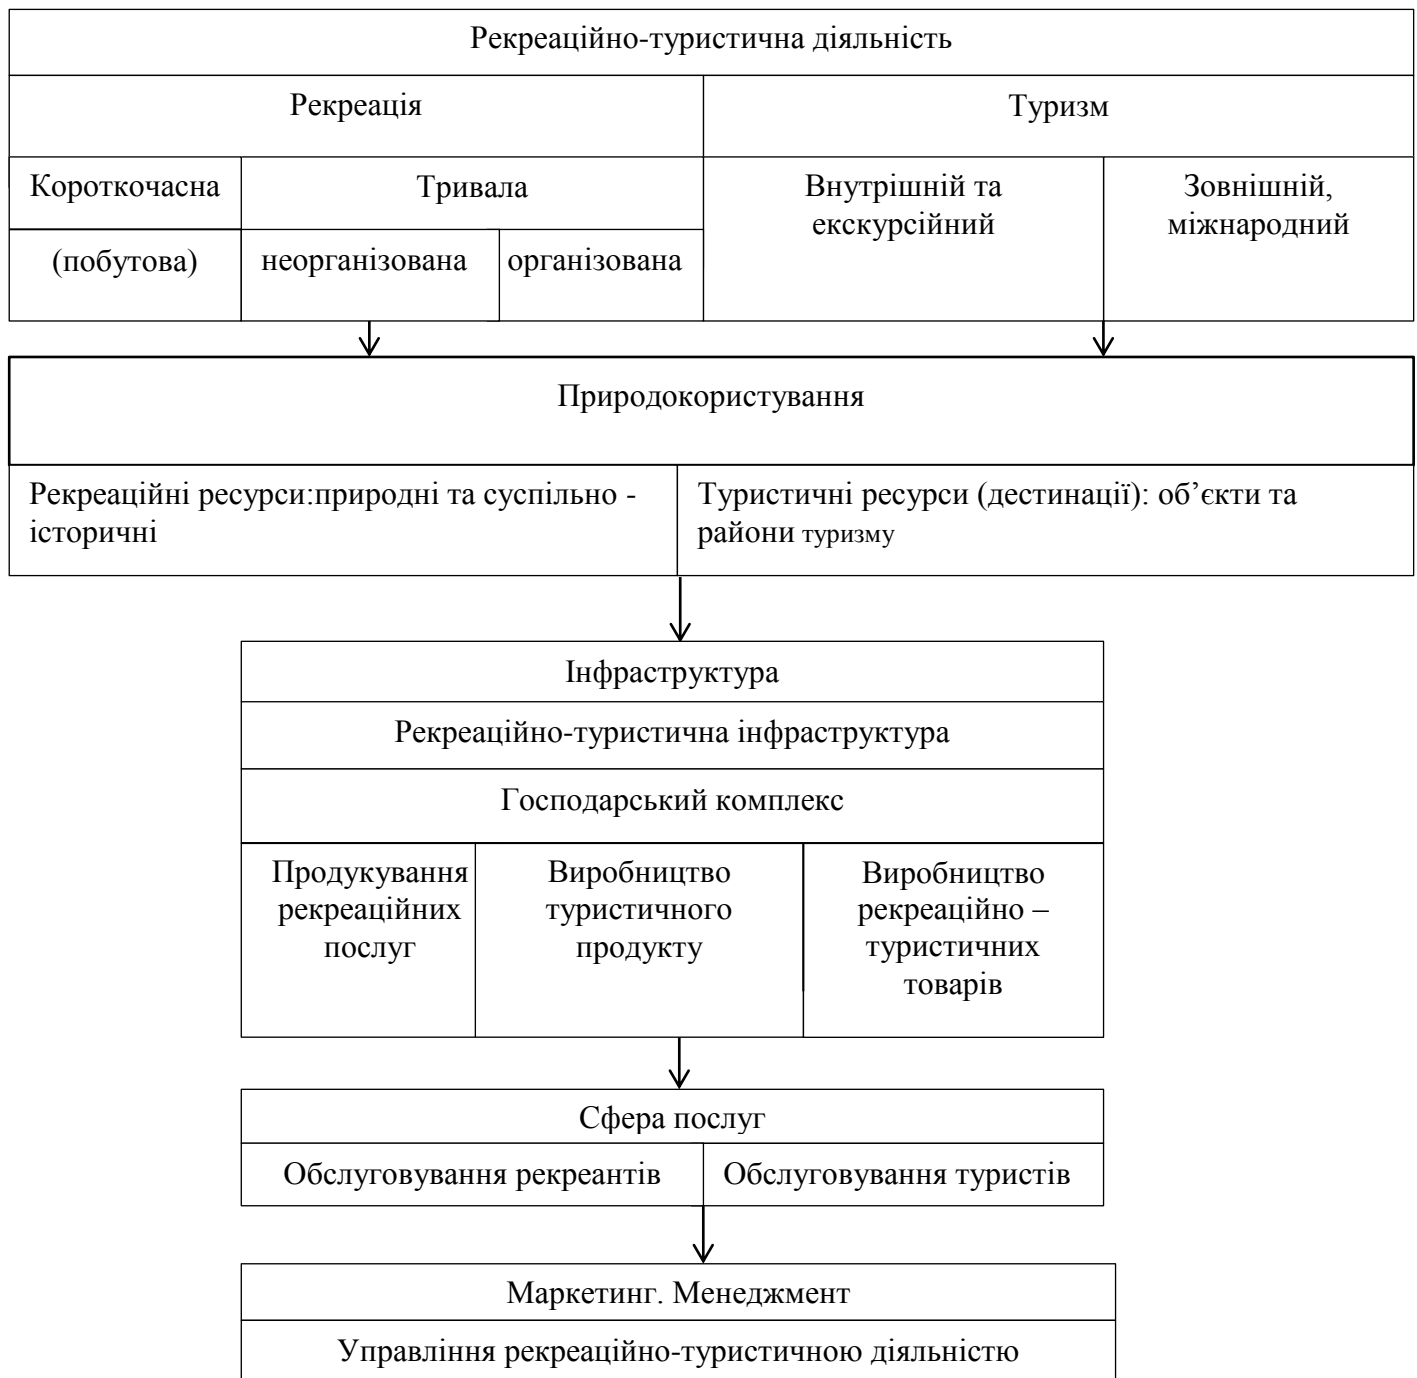 Рекреаційно-туристична діяльність
Рекреація
Туризм
Короткочасна
Тривала
Внутрішній та
екскурсійний
Зовнішній,
міжнародний
(побутова)
неорганізована
організована
Природокористування
Рекреаційні ресурси:природні та суспільно -
історичні
Туристичні ресурси (дестинації): об’єкти та
райони туризму
Інфраструктура
Рекреаційно-туристична інфраструктура
Господарський комплекс
Продукування
рекреаційних
послуг
Виробництво
туристичного
продукту
Виробництво
рекреаційно –
туристичних
товарів
Сфера послуг
Обслуговування рекреантів
Обслуговування туристів
Маркетинг. Менеджмент
Управління рекреаційно-туристичною діяльністю